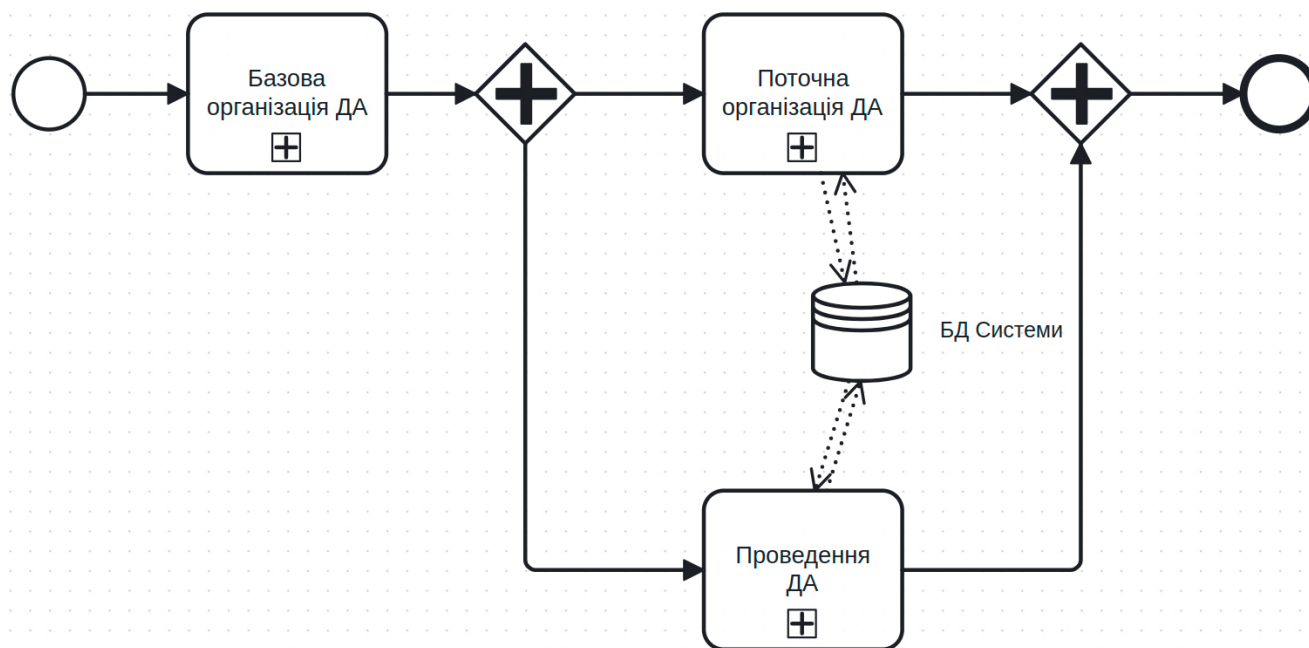 Базова
організація ДА
Поточна
організація ДА
БД Системи
Проведення
ДА